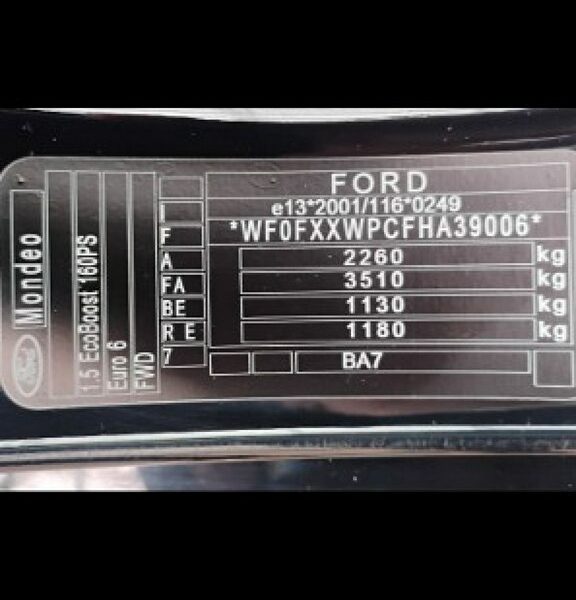 FORD
e13*2001/116*0249
*WF0FXXWPCFHA39006*
2260 kg
3510 kg
1130 kg
1180 kg
BA7
I
F
A
FA
BE
R E
7
Mondeo
1.5 EcoBoost 160PS
Euro 6
FWD